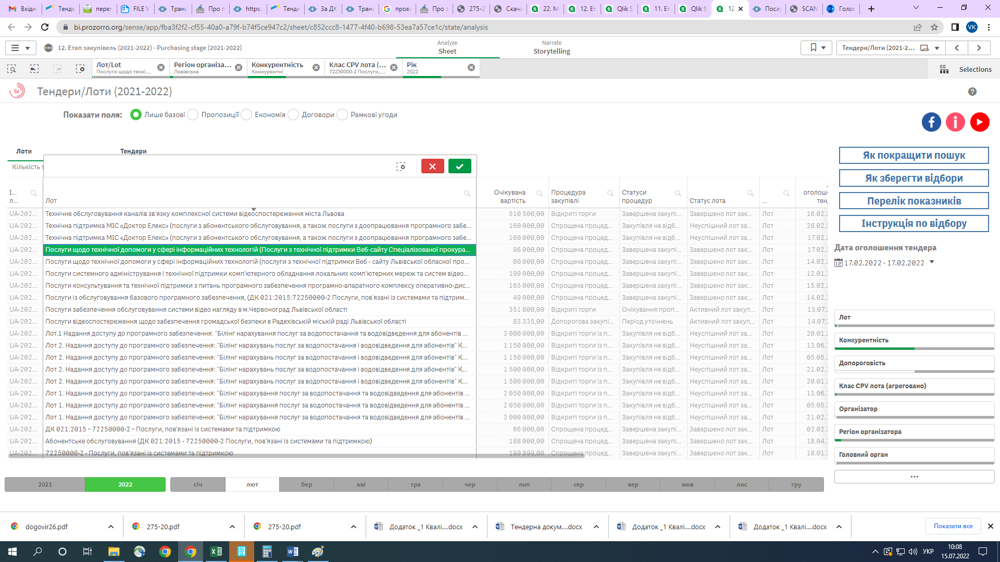 Вхідні
Тенде
перег
FILE V
Транс
Про п
https:
Тенде
За ДК
Транс
прова
Про з
275-2
Скача
22. М
12. Ет
Qlik S
11. Ет
Qlik S
12
Послу
SCAN
Голов
bi.prozorro.org/sense/app/fba3f2f2-cf55-40a0-a79f-b74f5ce947c2/sheet/c852ccc8-1477-4f40-b698-53ea7a57ce1c/state/analysis
VK
12. Етап закупівель (2021-2022) - Purchasing stage (2021-2022)
Analyze
Sheet
Narrate
Storytelling
Тендери/Лоти (2021-2...
Лот/Lot
Послуги щодо техні...
Регіон організа...
Львівська
Конкурентність
Конкурентні
Клас CPV лота (...
72250000-2 Послуги,...
Рік
2022
Selections
bi
Тендери/Лоти (2021-2022)
Показати поля:
Лише базові
Пропозиції
Економія
Договори
Рамкові угоди
Лоти
Тендери
Кількість т
Як покращити пошук
Як зберегти відбори
Перелік показників
Інструкція по відбору
І...
л...
Лот
Очікувана
вартість
Процедура
закупівлі
Статуси
процедур
Статус лота
...
оголоше
тенд
UA-202... Технічне обслуговування каналів зв'язку комплексної системи відеоспостереження міста Львова 510 500,00 Відкриті торги Завершена закупі... Завершено лот зак... Лот 16.02.2
UA-202... Технічна підтримка МІС «Доктор Елекс» (послуги з абонентського обслуговування, а також послуги з доопрацювання програмного забе... 160 000,00 Спрощена процед... Закупівля не відб... Неуспішний лот за... Лот 28.02.2
UA-202... Технічна підтримка МІС «Доктор Елекс» (послуги з абонентського обслуговування, а також послуги з доопрацювання програмного забе... 160 000,00 Спрощена процед... Закупівля не відб... Неуспішний лот за... Лот 17.02.2
UA-202... Послуги щодо технічної допомоги у сфері інформаційних технологій (Послуги з технічної підтримки Веб-сайту Спеціалізованої прокура... 96 000,00 Спрощена процед... Завершена закупі... Завершено лот зак... Лот 17.02.2
UA-202... Послуги щодо технічної допомоги у сфері інформаційних технологій (послуги з технічної підтримки Веб - сайту Львівської обласної про... 80 000,00 Спрощена процед... Завершена закупі... Завершено лот зак... Лот 14.02.2
UA-202... Послуги системного адміністрування і технічної підтримки комп'ютерного обладнання локальних комп'ютерних мереж та систем відео... 199 000,00 Спрощена процед... Завершена закупі... Завершено лот зак... Лот 12.01.2
UA-202... Послуги консультування та технічної підтримки з питань програмного забезпечення програмно-апаратного комплексу оперативно-дис... 165 000,00 Спрощена процед... Завершена закупі... Завершено лот зак... Лот 15.02.2
UA-202... Послуги із обслуговування базового програмного забезпечення, (ДК 021:2015:72250000-2 Послуги, пов'язані із системами та підтрим... 49 000,00 Спрощена процед... Завершена закупі... Завершено лот зак... Лот 14.02.2
UA-202... Послуги забезпечення обслуговування системи відео нагляду в м.Червоноград Львівської області 351 800,00 Відкриті торги Очікування проп... Активний лот закуп... Лот 13.07.2
UA-202... Послуги відеоспостереження щодо забезпечення громадської безпеки в Радехівській міській раді Львівської області 83 335,00 Допорогова закупі... Період уточнень Активний лот закуп... Лот 14.07.2
UA-202... Лот.1 Надання доступу до програмного забезпечення: "Білінг нарахування послуг за водопостачання та водовідведення для абонентів ... 3 000 000,00 Відкриті торги із п... Закупівля не відб... Неуспішний лот за... Лот 20.01.2
UA-202... Лот 2. Надання доступу до програмного забезпечення: "Білінг нарахувань послуг за водопостачання і водовідведення для абонентів" К... 1 150 000,00 Відкриті торги із п... Закупівля не відб... Неуспішний лот за... Лот 13.06.2
UA-202... Лот 2. Надання доступу до програмного забезпечення: "Білінг нарахувань послуг за водопостачання і водовідведення для абонентів" К... 1 150 000,00 Відкриті торги із п... Закупівля не відб... Неуспішний лот за... Лот 05.05.2
UA-202... Лот 2. Надання доступу до програмного забезпечення: "Білінг нарахувань послуг за водопостачання і водовідведення для абонентів" К... 1 500 000,00 Відкриті торги із п... Закупівля не відб... Неуспішний лот за... Лот 21.02.2
UA-202... Лот 2. Надання доступу до програмного забезпечення: "Білінг нарахувань послуг за водопостачання і водовідведення для абонентів" К... 1 500 000,00 Відкриті торги із п... Закупівля не відб... Неуспішний лот за... Лот 20.01.2
UA-202... Лот 1. Надання доступу до програмного забезпечення: "Білінг нарахування послуг за водопостачання та водовідведення для абонентів ... 2 050 000,00 Відкриті торги із п... Закупівля не відб... Неуспішний лот за... Лот 13.06.2
UA-202... Лот 1. Надання доступу до програмного забезпечення: "Білінг нарахування послуг за водопостачання та водовідведення для абонентів ... 2 050 000,00 Відкриті торги із п... Закупівля не відб... Неуспішний лот за... Лот 05.05.2
UA-202... Лот 1. Надання доступу до програмного забезпечення: "Білінг нарахування послуг за водопостачання та водовідведення для абонентів ... 3 000 000,00 Відкриті торги із п... Закупівля не відб... Неуспішний лот за... Лот 21.02.2
UA-202... ДК 021:2015 – 72250000-2 – Послуги, пов'язані із системами та підтримкою 66 000,00 Спрощена процед... Завершена закупі... Завершено лот зак... Лот 02.02.2
UA-202... Абонентське обслуговування (ДК 021:2015 - 72250000-2 Послуги, пов'язані із системами та підтримкою) 188 000,00 Спрощена процед... Завершена закупі... Завершено лот зак... Лот 18.04.2
UA-202... 72250000-2 - Послуги, пов'язані із системами та підтримкою 199 999,00 Спрощена процед... Завершена закупі... Завершено лот зак... Лот 18.01.2
Дата оголошення тендера
12 17.02.2022 - 17.02.2022
Лот
Конкурентність
Допороговість
Клас CPV лота (агреговано)
Організатор
Регіон організатора
Головний орган
...
2021
2022
січ
лют
бер
кві
тра
чер
лип
сер
вер
жов
лис
гру
dogovir26.pdf
275-20.pdf
275-20.pdf
Додаток _1 Квалі....docx
Тендерна докум....docx
Додаток _1 Квалі....docx
Додаток _1 Квалі....docx
Показати все
УКР
10:08
15.07.2022